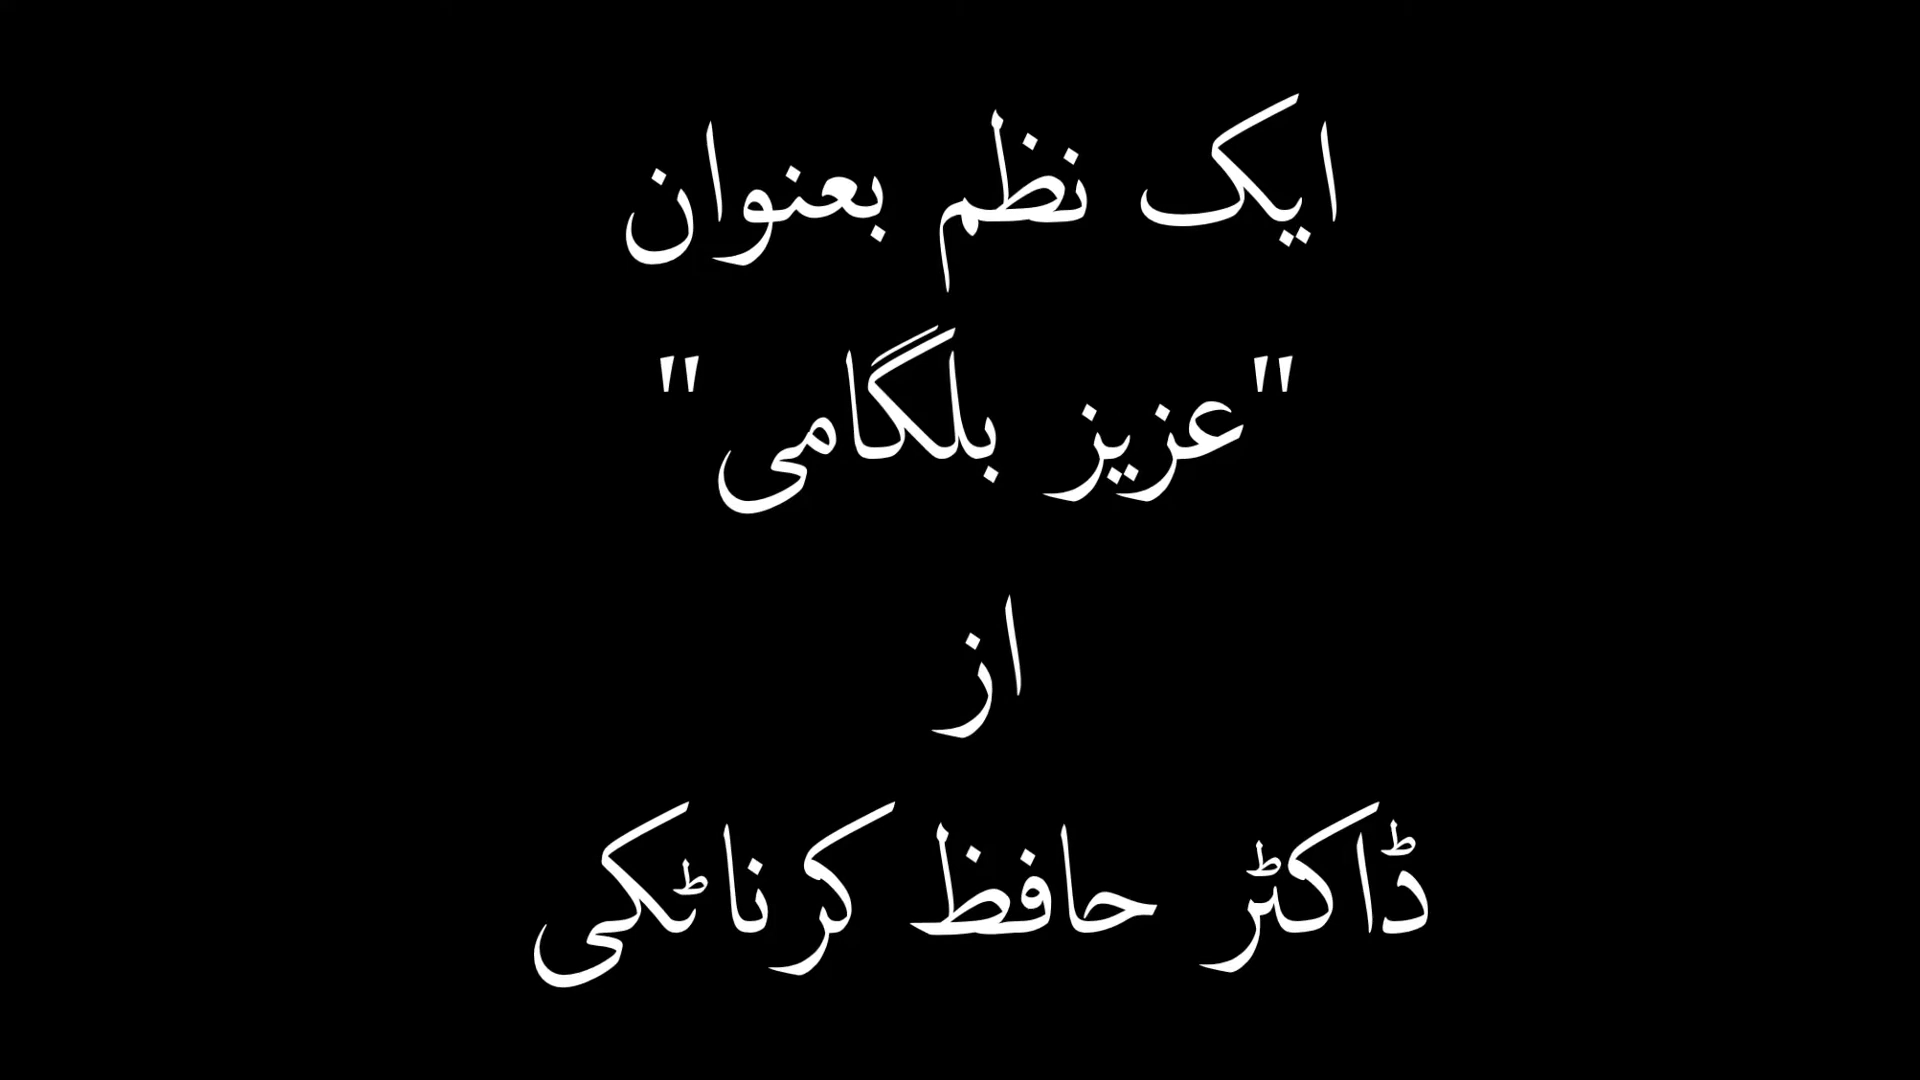 ایک نظم بعنوان
"عزیز بلگامی"
از
ڈاکٹر حافظ کرناٹکی